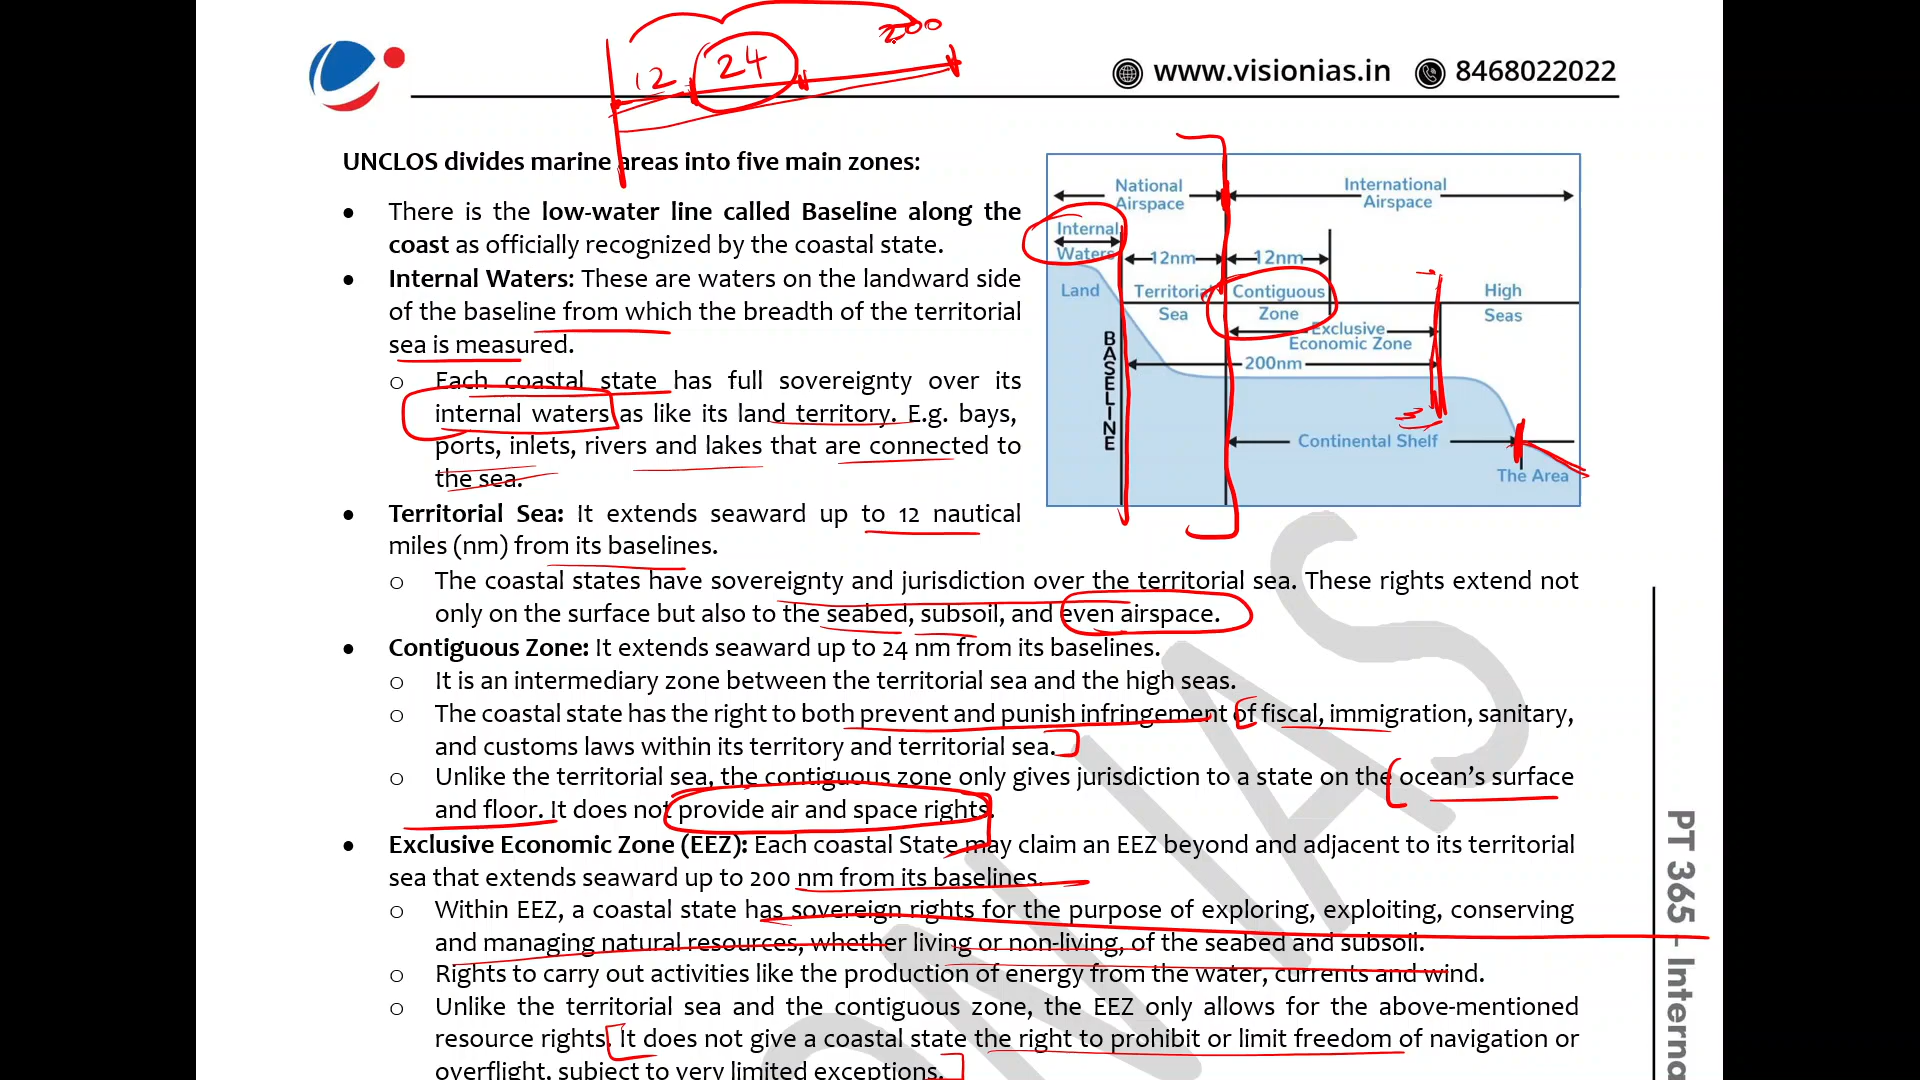 12 24 200
www.visionias.in 8468022022
UNCLOS divides marine areas into five main zones:
• There is the low-water line called Baseline along the
coast as officially recognized by the coastal state.
• Internal Waters: These are waters on the landward side
of the baseline from which the breadth of the territorial
sea is measured.
o Each coastal state has full sovereignty over its
internal waters as like its land territory. E.g. bays,
ports, inlets, rivers and lakes that are connected to
the sea.
• Territorial Sea: It extends seaward up to 12 nautical
miles (nm) from its baselines.
National
Airspace
International
Airspace
Internal
Waters
12nm
12nm
Land
Territorial
Sea
Contiguous
Zone
High
Seas
Exclusive
Economic Zone
200nm
BASELINE
Continental Shelf
The Area
o The coastal states have sovereignty and jurisdiction over the territorial sea. These rights extend not
only on the surface but also to the seabed, subsoil, and even airspace.
• Contiguous Zone: It extends seaward up to 24 nm from its baselines.
o It is an intermediary zone between the territorial sea and the high seas.
o The coastal state has the right to both prevent and punish infringement of fiscal, immigration, sanitary,
and customs laws within its territory and territorial sea.
o Unlike the territorial sea, the contiguous zone only gives jurisdiction to a state on the ocean’s surface
and floor. It does not provide air and space rights.
• Exclusive Economic Zone (EEZ): Each coastal State may claim an EEZ beyond and adjacent to its territorial
sea that extends seaward up to 200 nm from its baselines.
o Within EEZ, a coastal state has sovereign rights for the purpose of exploring, exploiting, conserving
and managing natural resources, whether living or non-living, of the seabed and subsoil.
o Rights to carry out activities like the production of energy from the water, currents and wind.
o Unlike the territorial sea and the contiguous zone, the EEZ only allows for the above-mentioned
resource rights. It does not give a coastal state the right to prohibit or limit freedom of navigation or
overflight, subject to very limited exceptions.
PT 365 - Interna
ON IAS